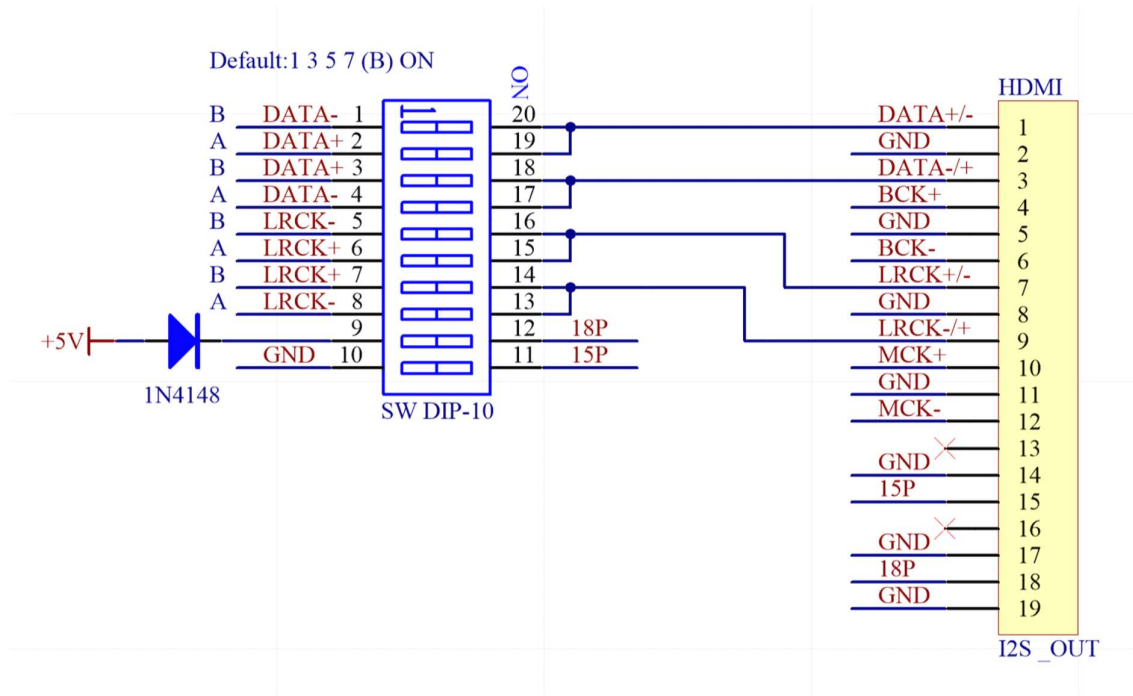 Default:1 3 5 7 (B) ON
ON
HDMI
B DATA- 1 20 DATA+/- 1
A DATA+ 2 19 GND 2
B DATA+ 3 18 DATA-/+ 3
A DATA- 4 17 BCK+ 4
B LRCK- 5 16 GND 5
A LRCK+ 6 15 BCK- 6
B LRCK+ 7 14 LRCK+/- 7
A LRCK- 8 13 GND 8
+5V 9 12 18P LRCK-/+ 9
GND 10 11 15P MCK+ 10
1N4148 GND 11
SW DIP-10 MCK- 12
13
GND 14
15P 15
16
GND 17
18P 18
GND 19
I2S _OUT